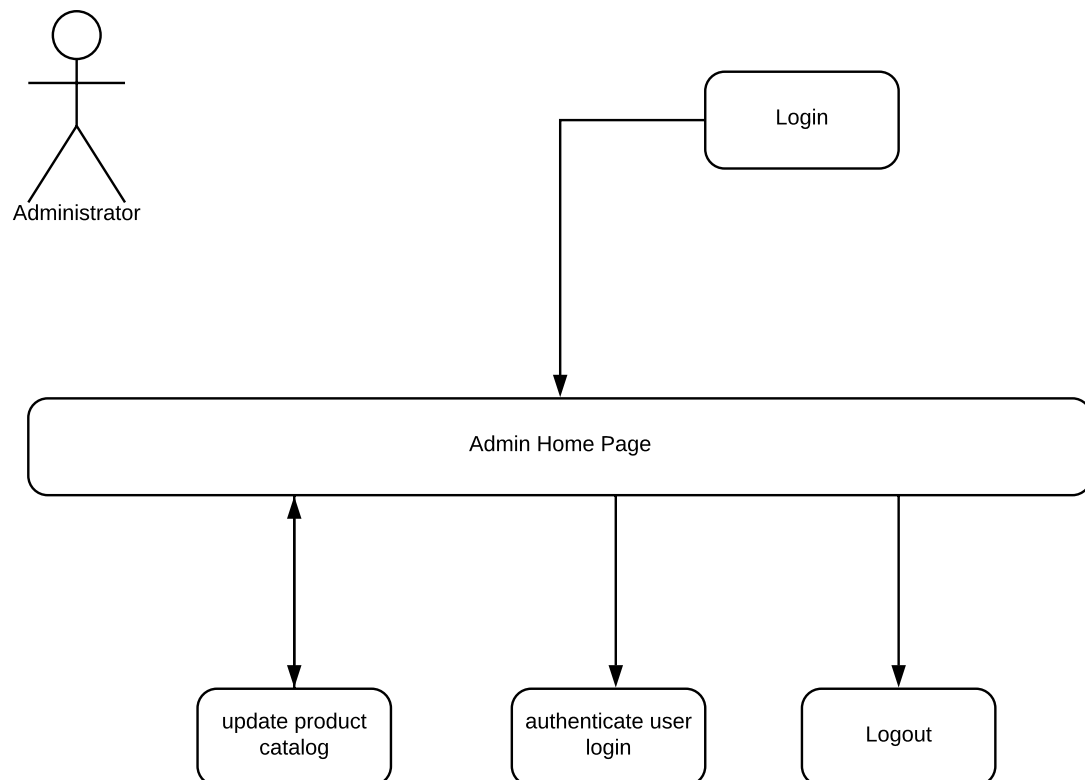 Login
Administrator
Admin Home Page
update product
catalog
authenticate user
login
Logout